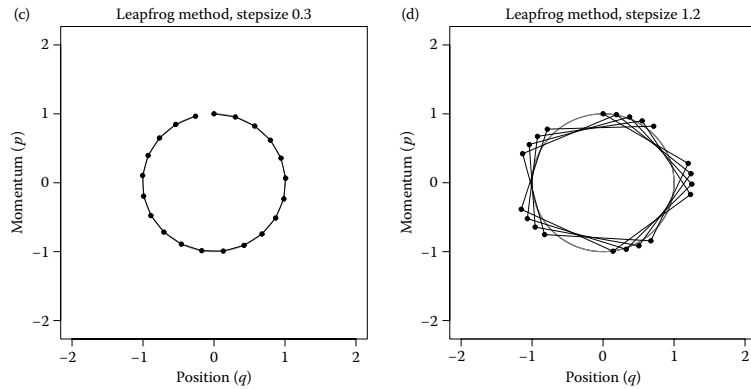 (c) Leapfrog method, stepsize 0.3
2
1
0
−1
−2
Momentum (p)
−2 −1 0 1 2
Position (q)
(d) Leapfrog method, stepsize 1.2
2
1
0
−1
−2
Momentum (p)
−2 −1 0 1 2
Position (q)